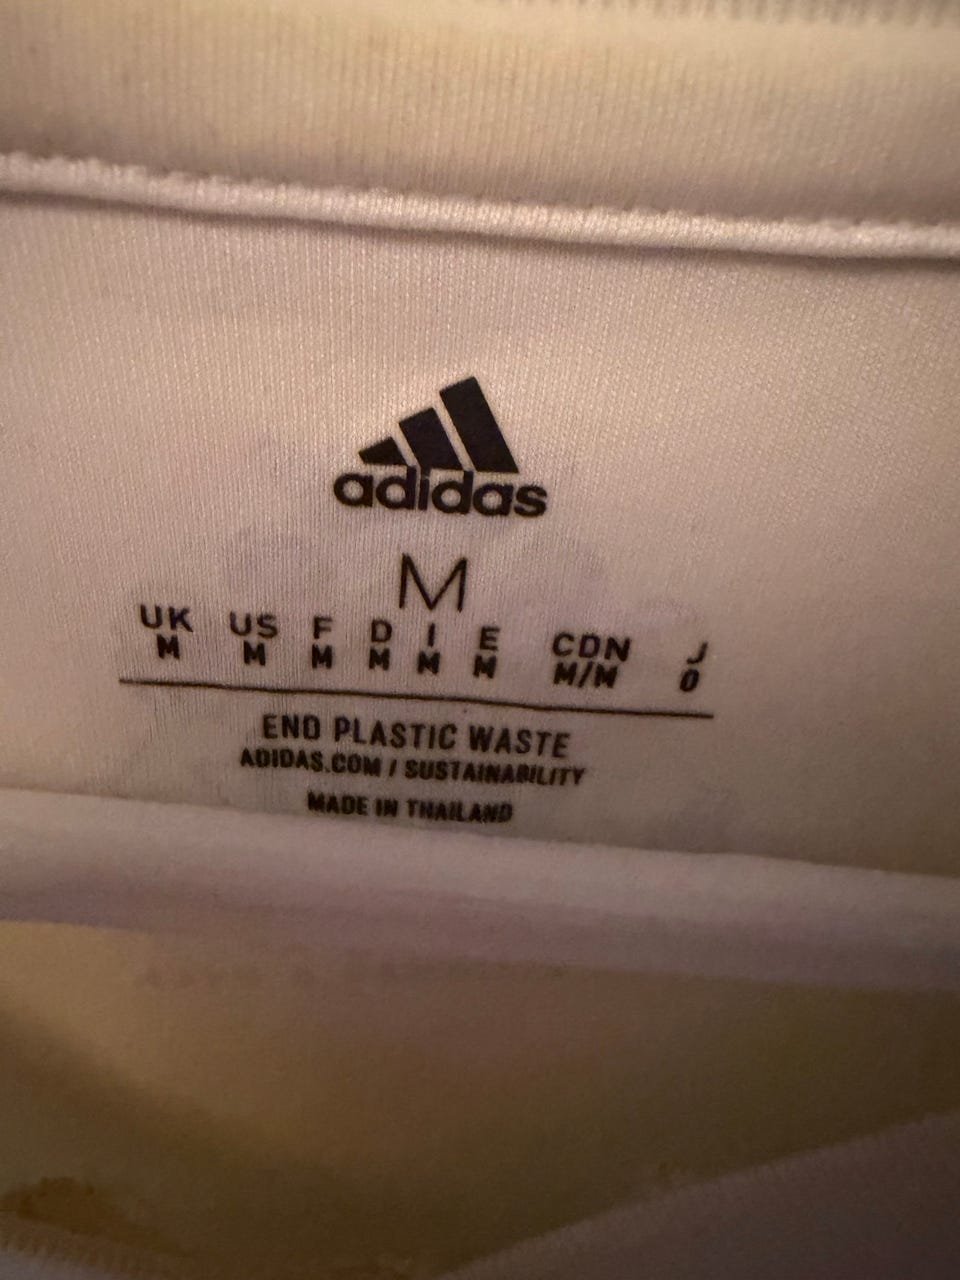 adidas
M
UK US F D I E CDN J
M M M M M M M/M O
END PLASTIC WASTE
ADIDAS.COM / SUSTAINABILITY
MADE IN THAILAND